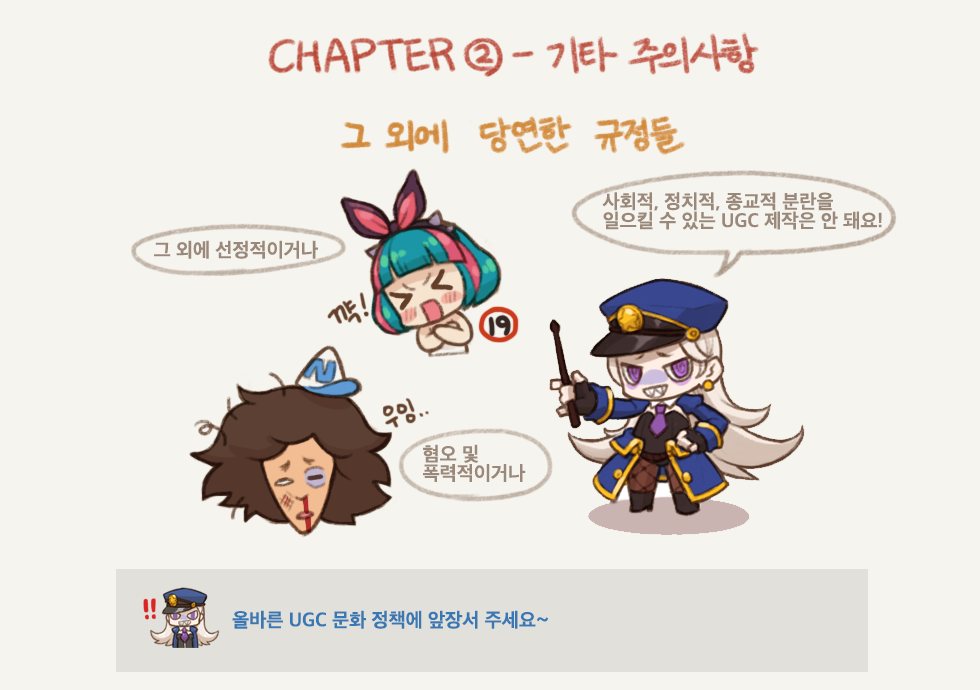 CHAPTER ② - 기타 주의사항
그 외에 당연한 규정들
사회적, 정치적, 종교적 분란을
일으킬 수 있는 UGC 제작은 안 돼요!
그 외에 선정적이거나
꺅!
19
N
우임..
혐오 및
폭력적이거나
!!
올바른 UGC 문화 정책에 앞장서 주세요~